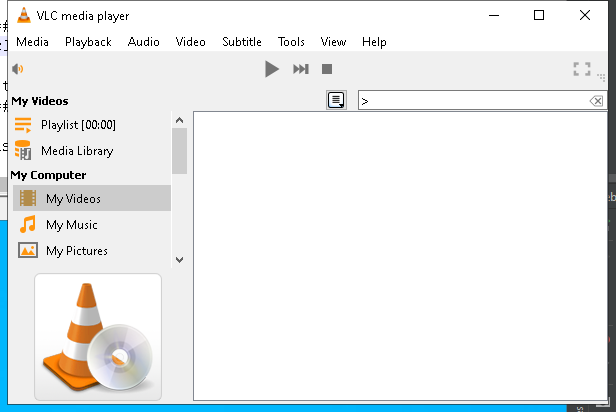 VLC media player
Media Playback Audio Video Subtitle Tools View Help
My Videos
>
Playlist [00:00]
Media Library
My Computer
My Videos
My Music
My Pictures